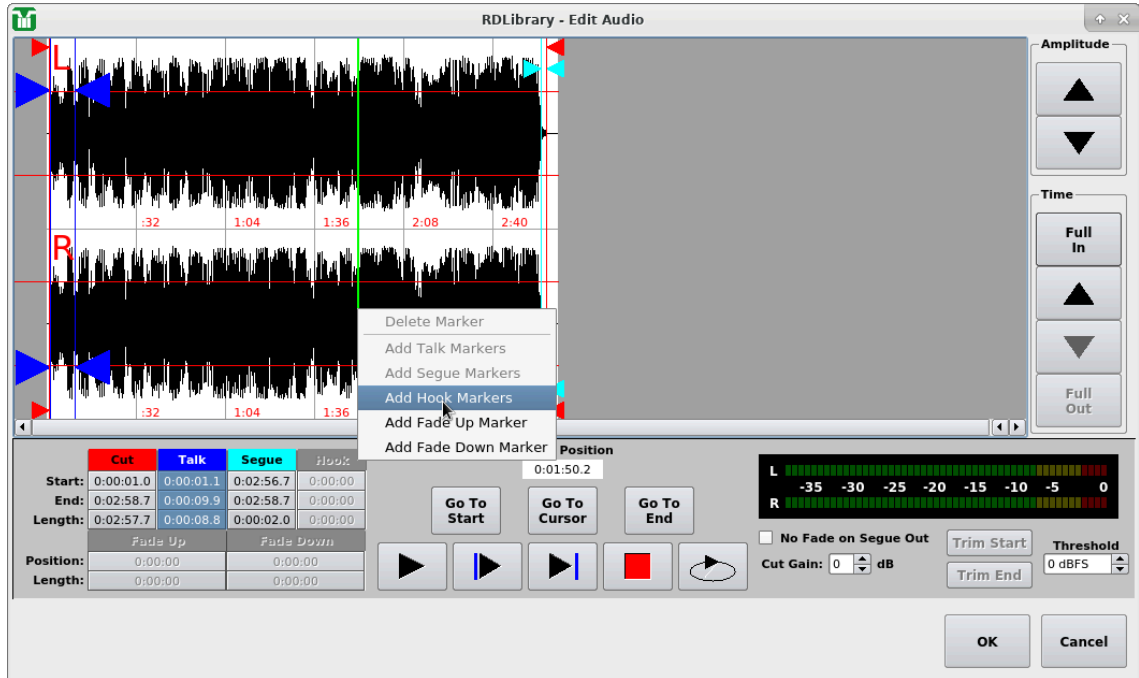 RDLibrary - Edit Audio
Amplitude
L
:32 1:04 1:36 2:08 2:40
Time
Full
In
R
Delete Marker
Add Talk Markers
Add Segue Markers
Add Hook Markers
Add Fade Up Marker
Add Fade Down Marker
:32 1:04 1:36
Full
Out
Position
0:01:50.2
Cut Talk Segue Hook
Start: 0:00:01.0 0:00:01.1 0:02:56.7 0:00:00
End: 0:02:58.7 0:00:09.9 0:02:58.7 0:00:00
Length: 0:02:57.7 0:00:08.8 0:00:02.0 0:00:00
Fade Up Fade Down
Position: 0:00:00 0:00:00
Length: 0:00:00 0:00:00
Go To
Start
Go To
Cursor
Go To
End
L
-35 -30 -25 -20 -15 -10 -5 0
R
No Fade on Segue Out
Cut Gain: 0 dB
Trim Start
Trim End
Threshold
0 dBFS
OK Cancel